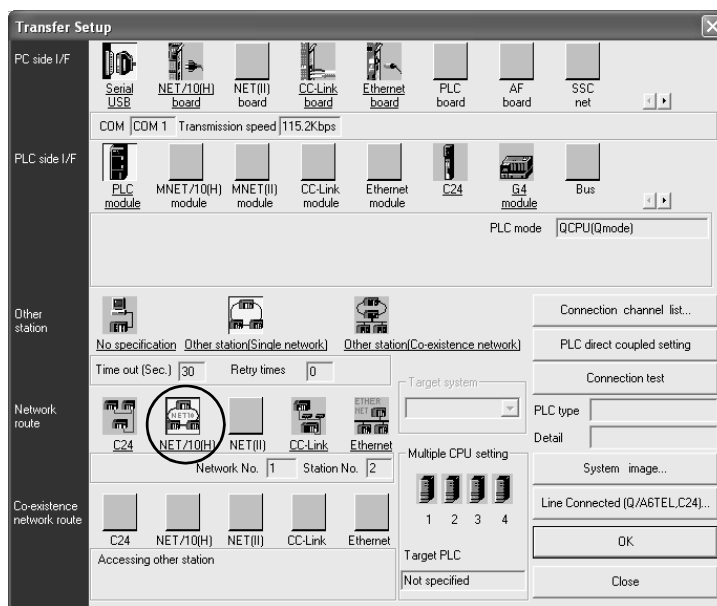 Transfer Setup
PC side I/F
Serial USB
NET/10(H) board
NET(II) board
CC-Link board
Ethernet board
PLC board
AF board
SSC net
COM COM 1 Transmission speed 115.2Kbps
PLC side I/F
PLC module
MNET/10(H) module
MNET(II) module
CC-Link module
Ethernet module
C24
G4 module
Bus
PLC mode QCPU(Qmode)
Other station
No specification
Other station(Single network)
Other station(Co-existence network)
Connection channel list...
PLC direct coupled setting
Time out (Sec.) 30 Retry times 0
Connection test
Target system
Network route
NET10
ETHER NET
C24
NET/10(H)
NET(II)
CC-Link
Ethernet
PLC type
Detail
Network No. 1 Station No. 2
Multiple CPU setting
1 2 3 4
System image...
Line Connected (Q/A6TEL,C24)...
Co-existence network route
C24
NET/10(H)
NET(II)
CC-Link
Ethernet
OK
Accessing other station
Target PLC
Not specified
Close